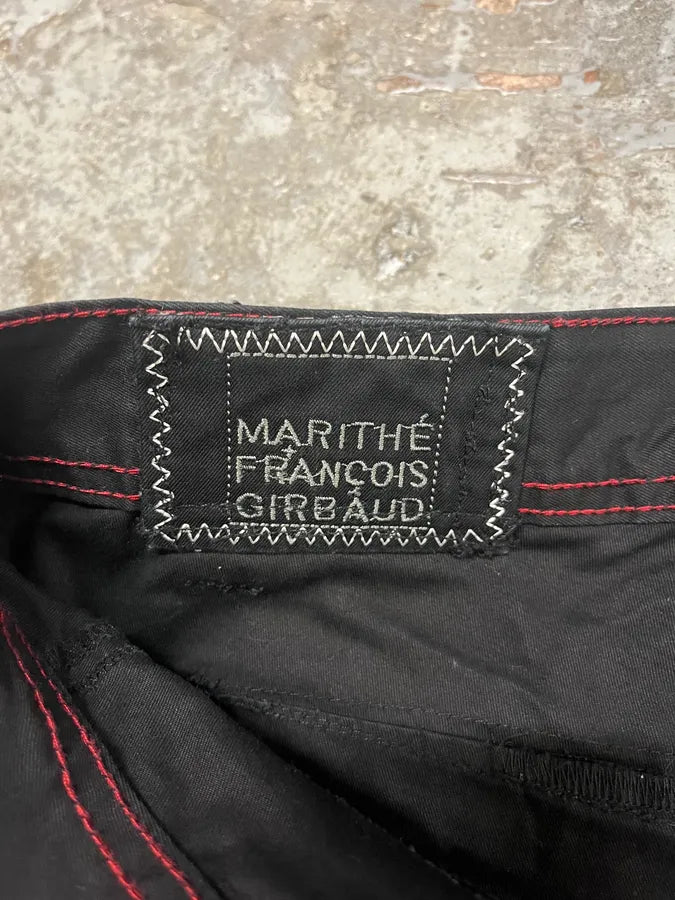 MARITHÉ
+
FRANÇOIS
+
GIRBAUD